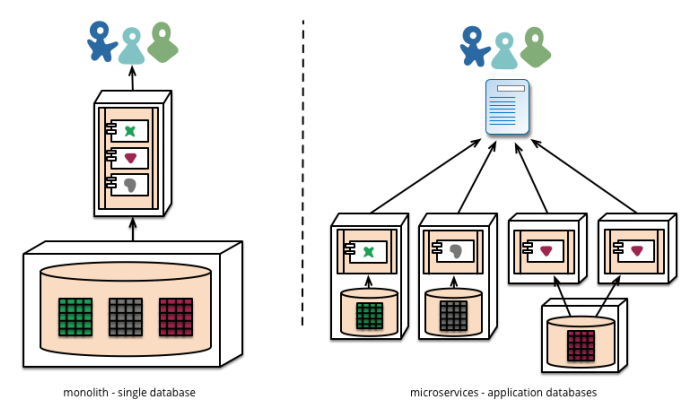 monolith - single database
microservices - application databases